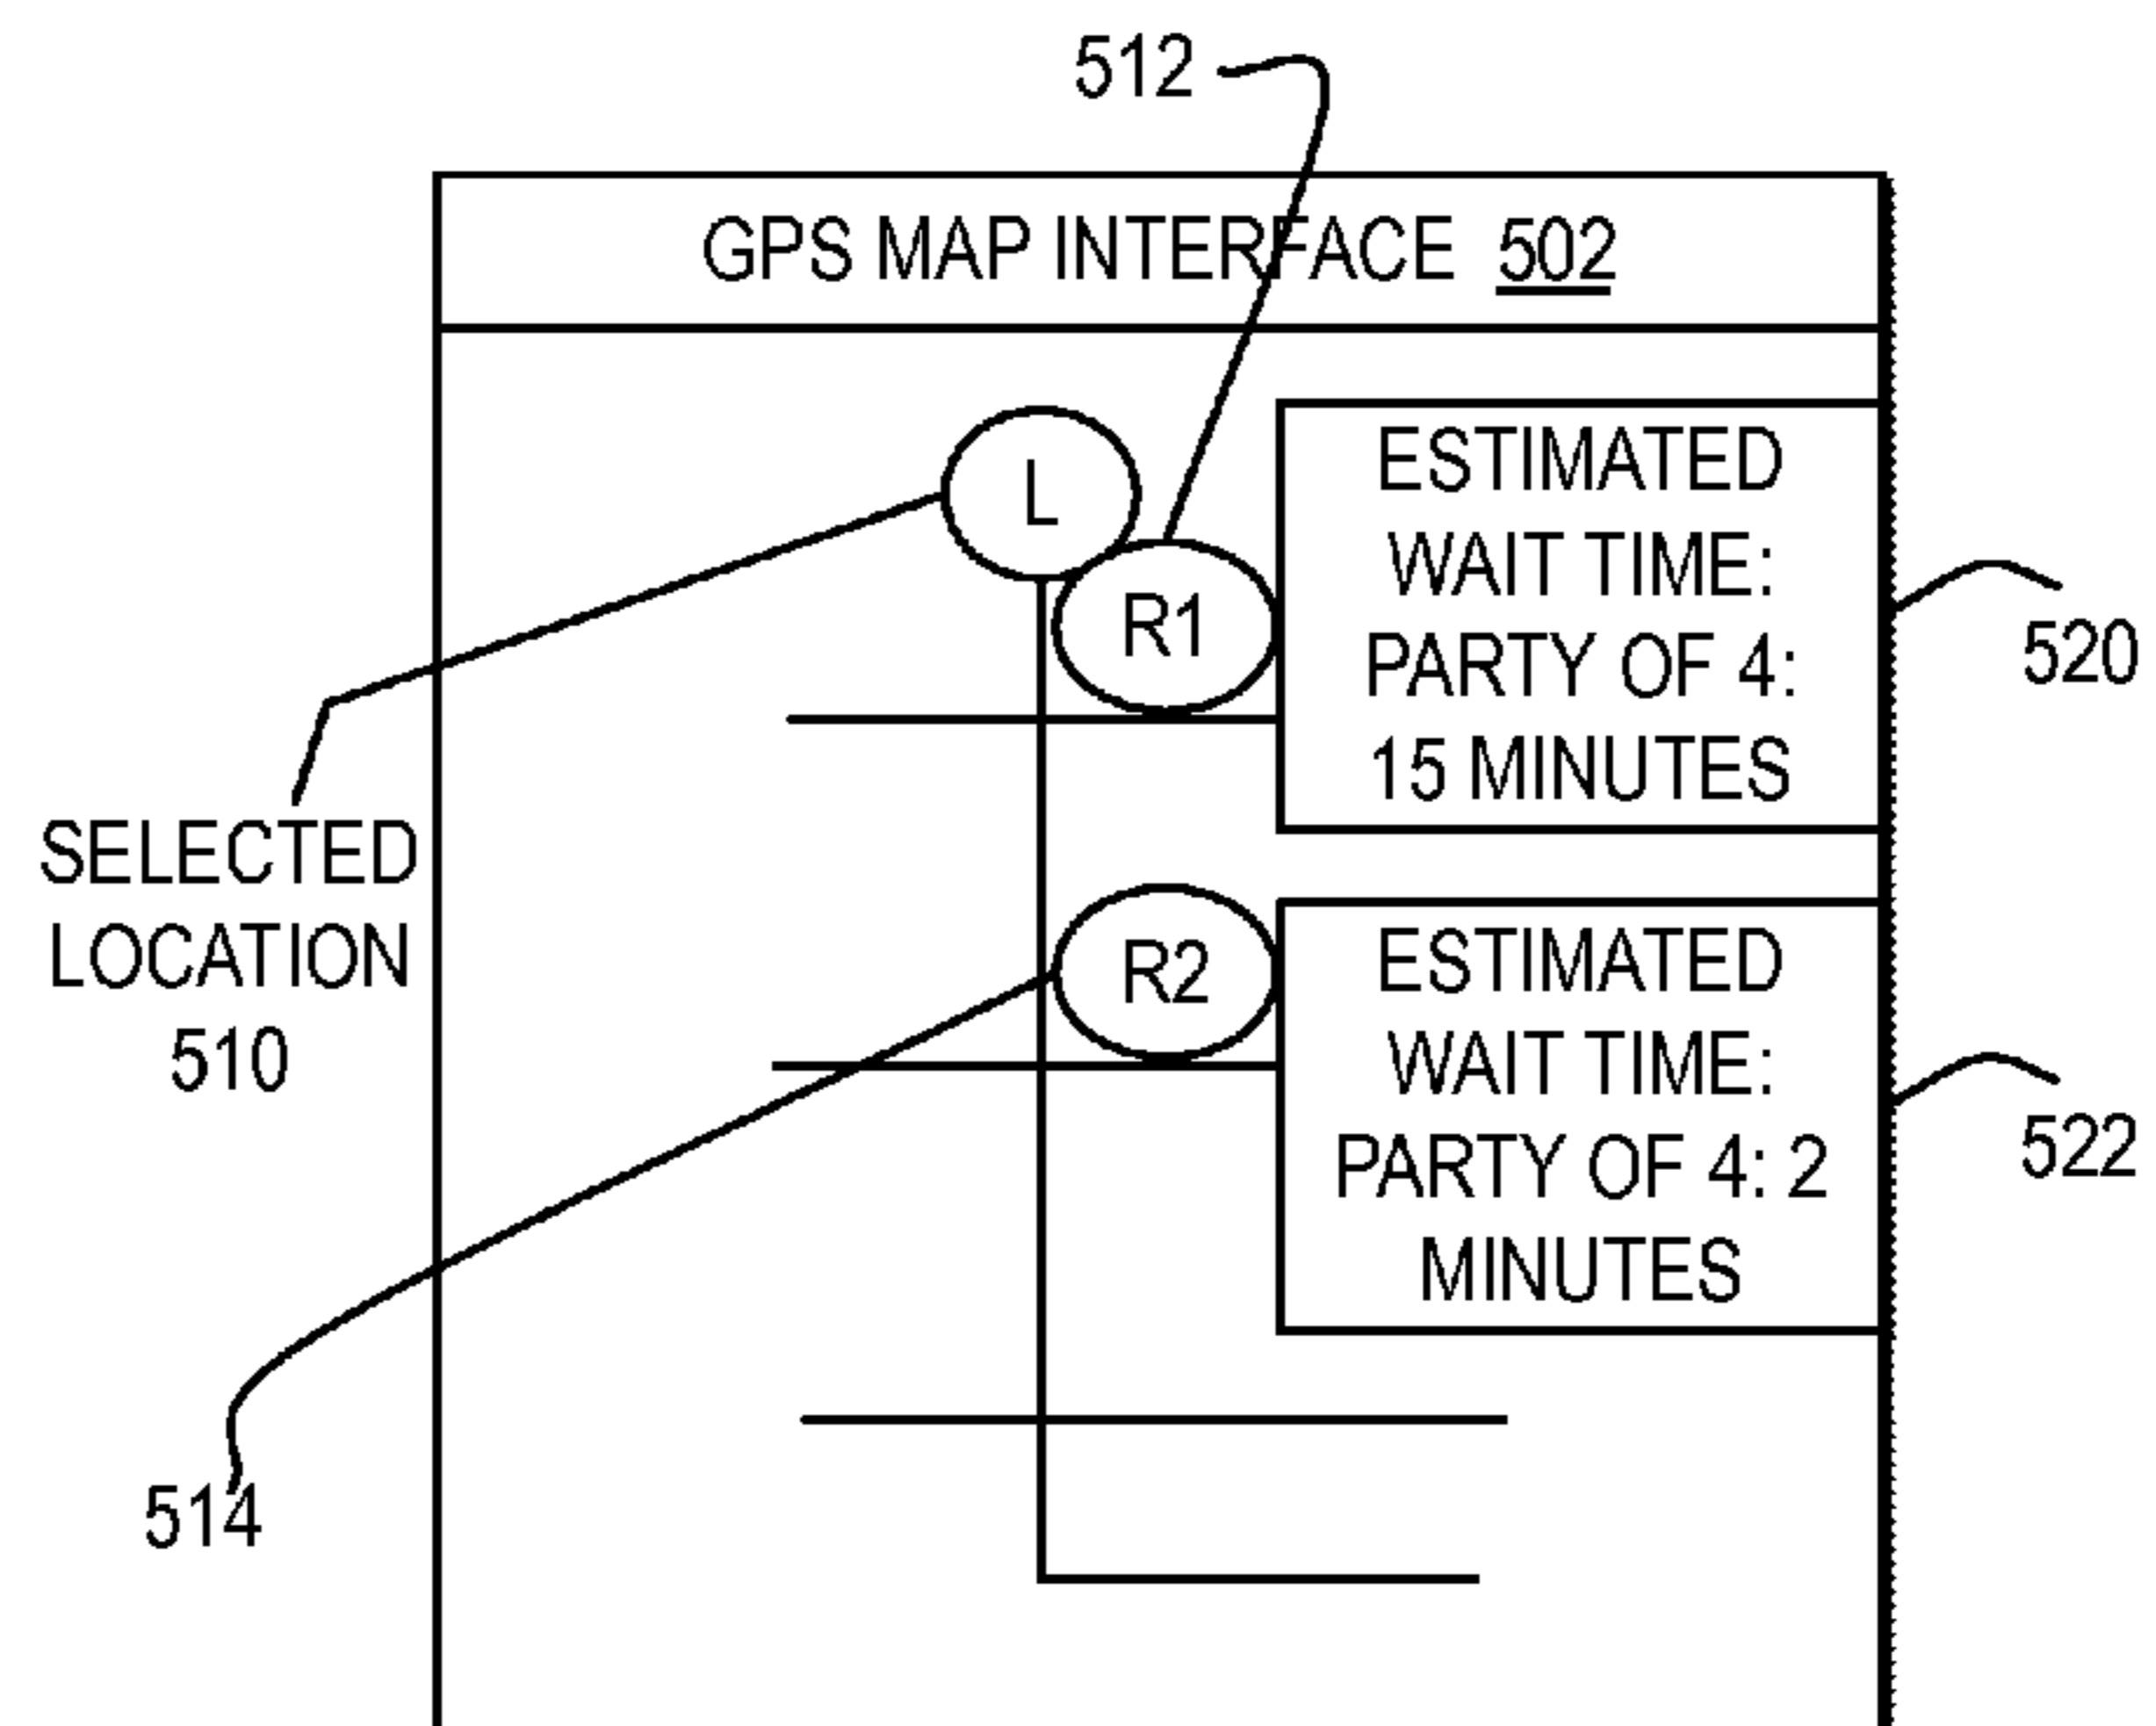 512
GPS MAP INTERFACE 502
L
R1
ESTIMATED
WAIT TIME:
PARTY OF 4:
15 MINUTES
520
SELECTED
LOCATION
510
R2
ESTIMATED
WAIT TIME:
PARTY OF 4: 2
MINUTES
522
514